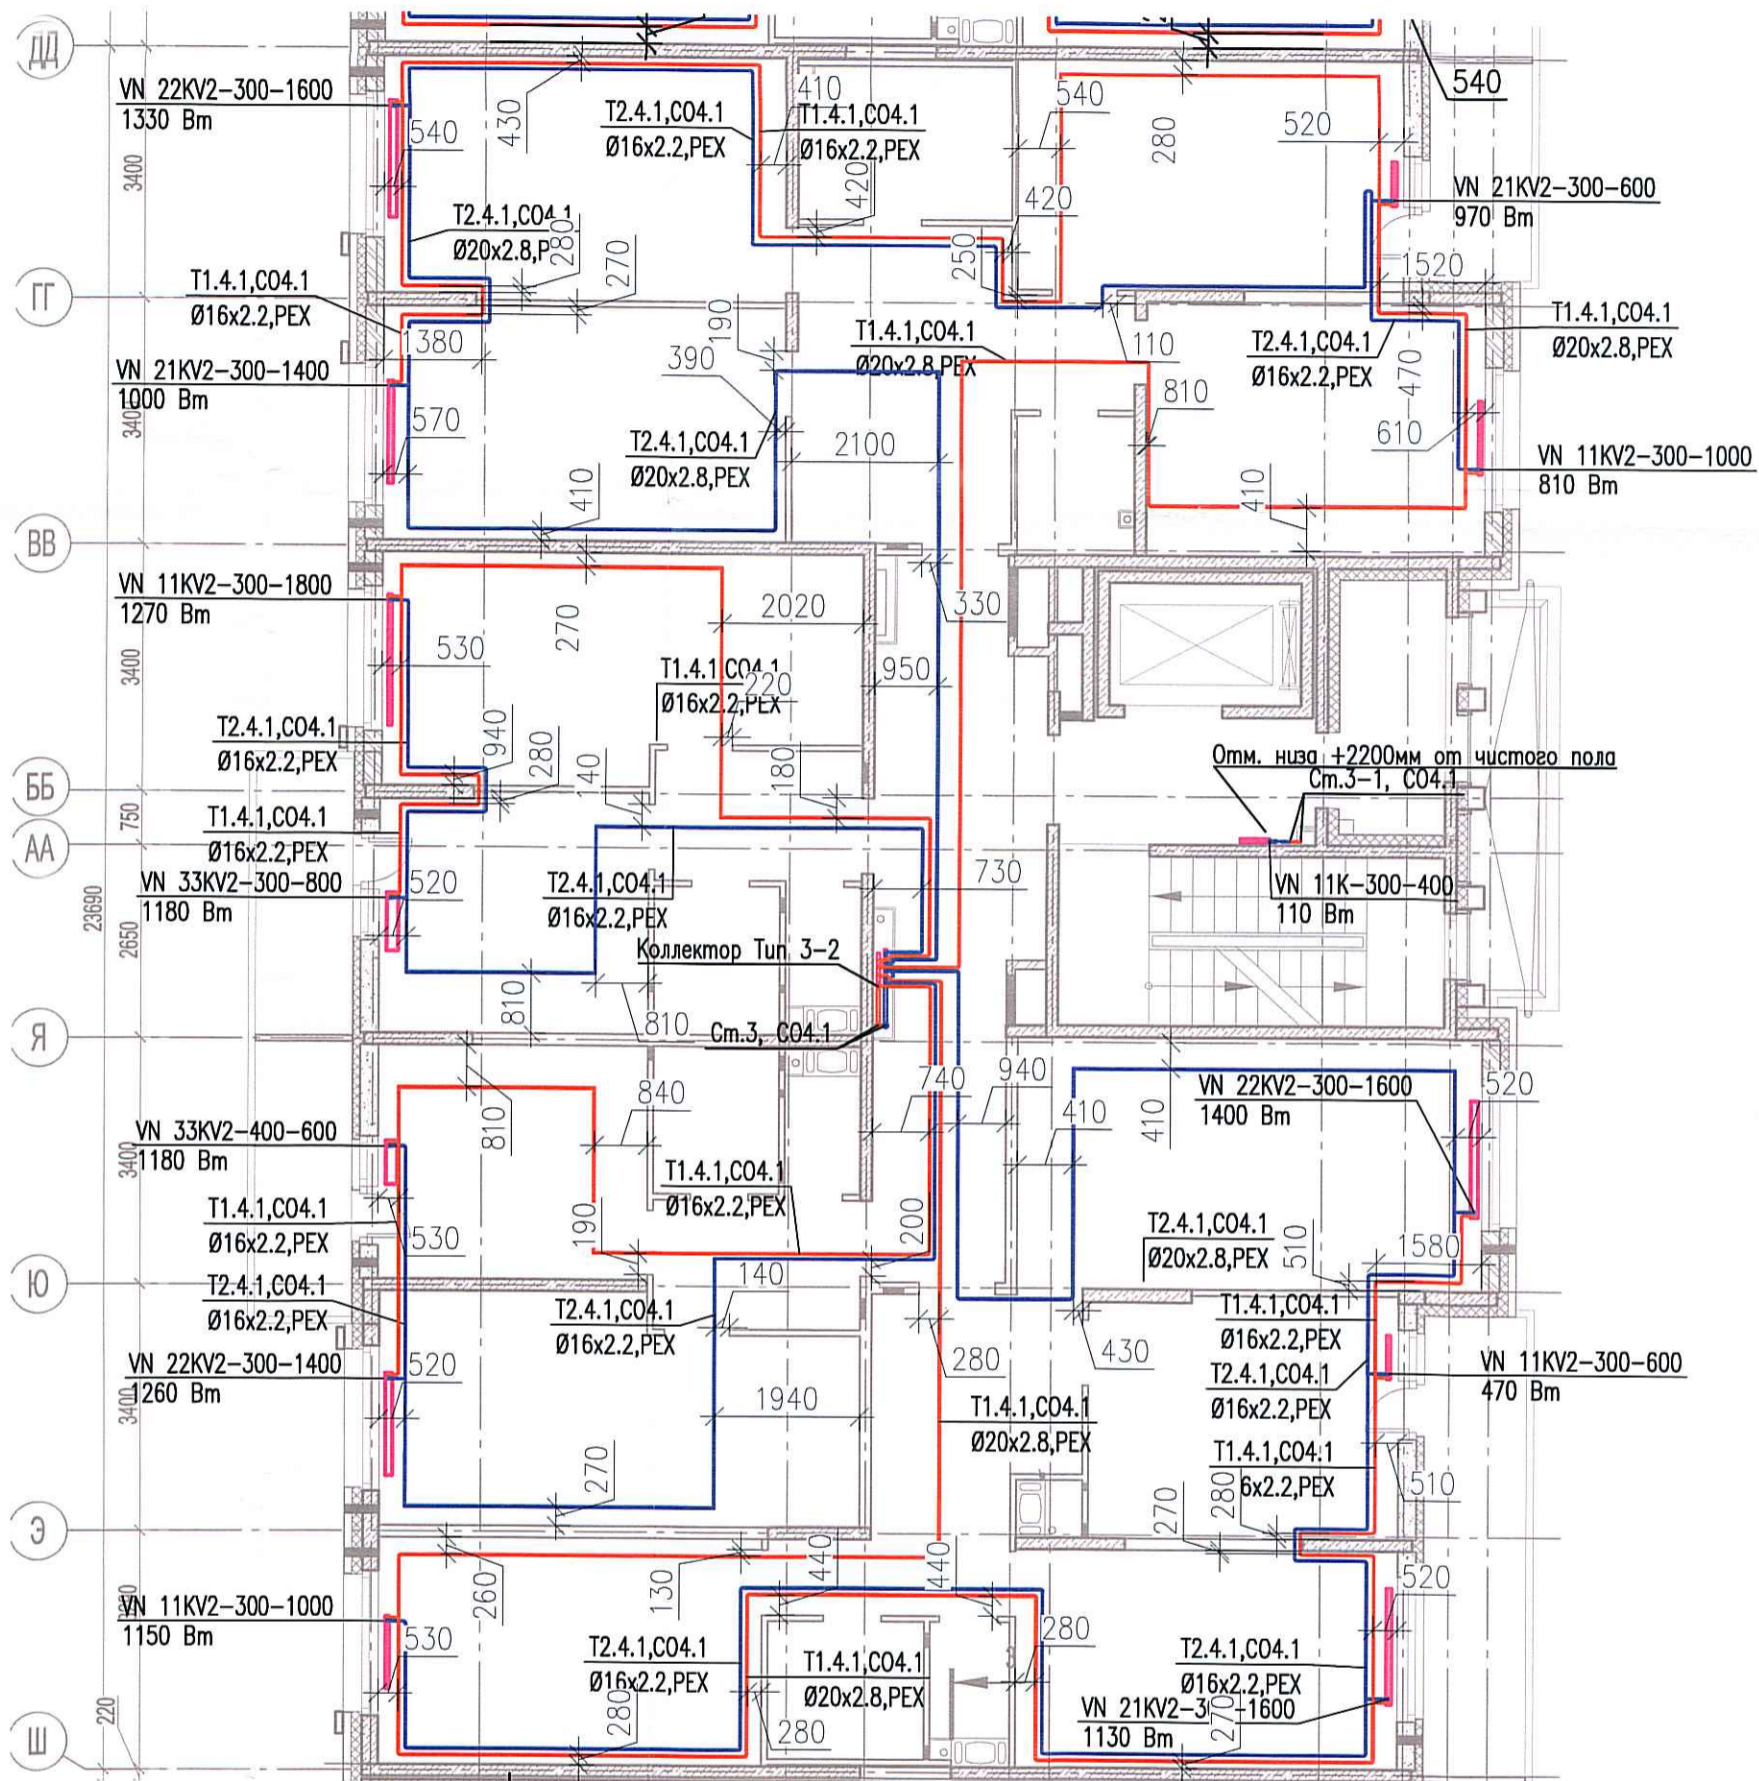 ДД
VN 22KV2-300-1600
1330 Вт
540
430
T2.4.1,CO4.1
Ø16x2.2,PEX
410
T1.4.1,CO4.1
Ø16x2.2,PEX
420
540
280
520
540
VN 21KV2-300-600
970 Вт
3400
T2.4.1,CO4.1
Ø20x2.8,P
280
270
420
250
1520
ГГ
T1.4.1,CO4.1
Ø16x2.2,PEX
1380
190
390
T1.4.1,CO4.1
Ø20x2.8,PEX
110
T2.4.1,CO4.1
Ø16x2.2,PEX
470
T1.4.1,CO4.1
Ø20x2.8,PEX
VN 21KV2-300-1400
1000 Вт
3400
570
T2.4.1,CO4.1
Ø20x2.8,PEX
2100
810
610
410
410
VN 11KV2-300-1000
810 Вт
ВВ
VN 11KV2-300-1800
1270 Вт
270
2020
330
3400
530
T1.4.1,CO4.1
Ø16x2.2,PEX
220
950
T2.4.1,CO4.1
Ø16x2.2,PEX
940
280
140
180
Отм. низа +2200мм от чистого пола
Ст.3-1, CO4.1
ББ
750
T1.4.1,CO4.1
Ø16x2.2,PEX
АА
VN 33KV2-300-800
1180 Вт
520
T2.4.1,CO4.1
Ø16x2.2,PEX
730
VN 11K-300-400
110 Вт
23690
2650
Коллектор Тип 3-2
810
810
Ст.3, CO4.1
Я
810
840
740
940
410
410
VN 22KV2-300-1600
1400 Вт
520
VN 33KV2-400-600
1180 Вт
3400
T1.4.1,CO4.1
Ø16x2.2,PEX
T1.4.1,CO4.1
Ø16x2.2,PEX
530
190
200
T2.4.1,CO4.1
Ø20x2.8,PEX
510
1580
Ю
T2.4.1,CO4.1
Ø16x2.2,PEX
140
T2.4.1,CO4.1
Ø16x2.2,PEX
280
430
T1.4.1,CO4.1
Ø16x2.2,PEX
VN 22KV2-300-1400
1260 Вт
3400
520
1940
T2.4.1,CO4.1
Ø16x2.2,PEX
VN 11KV2-300-600
470 Вт
T1.4.1,CO4.1
Ø20x2.8,PEX
270
T1.4.1,CO4.1
6x2.2,PEX
510
270
280
Э
260
130
440
440
520
VN 11KV2-300-1000
1150 Вт
530
T2.4.1,CO4.1
Ø16x2.2,PEX
280
T1.4.1,CO4.1
Ø20x2.8,PEX
280
3
280
T2.4.1,CO4.1
Ø16x2.2,PEX
VN 21KV2-3 -1600
1130 Вт
270
220
Ш